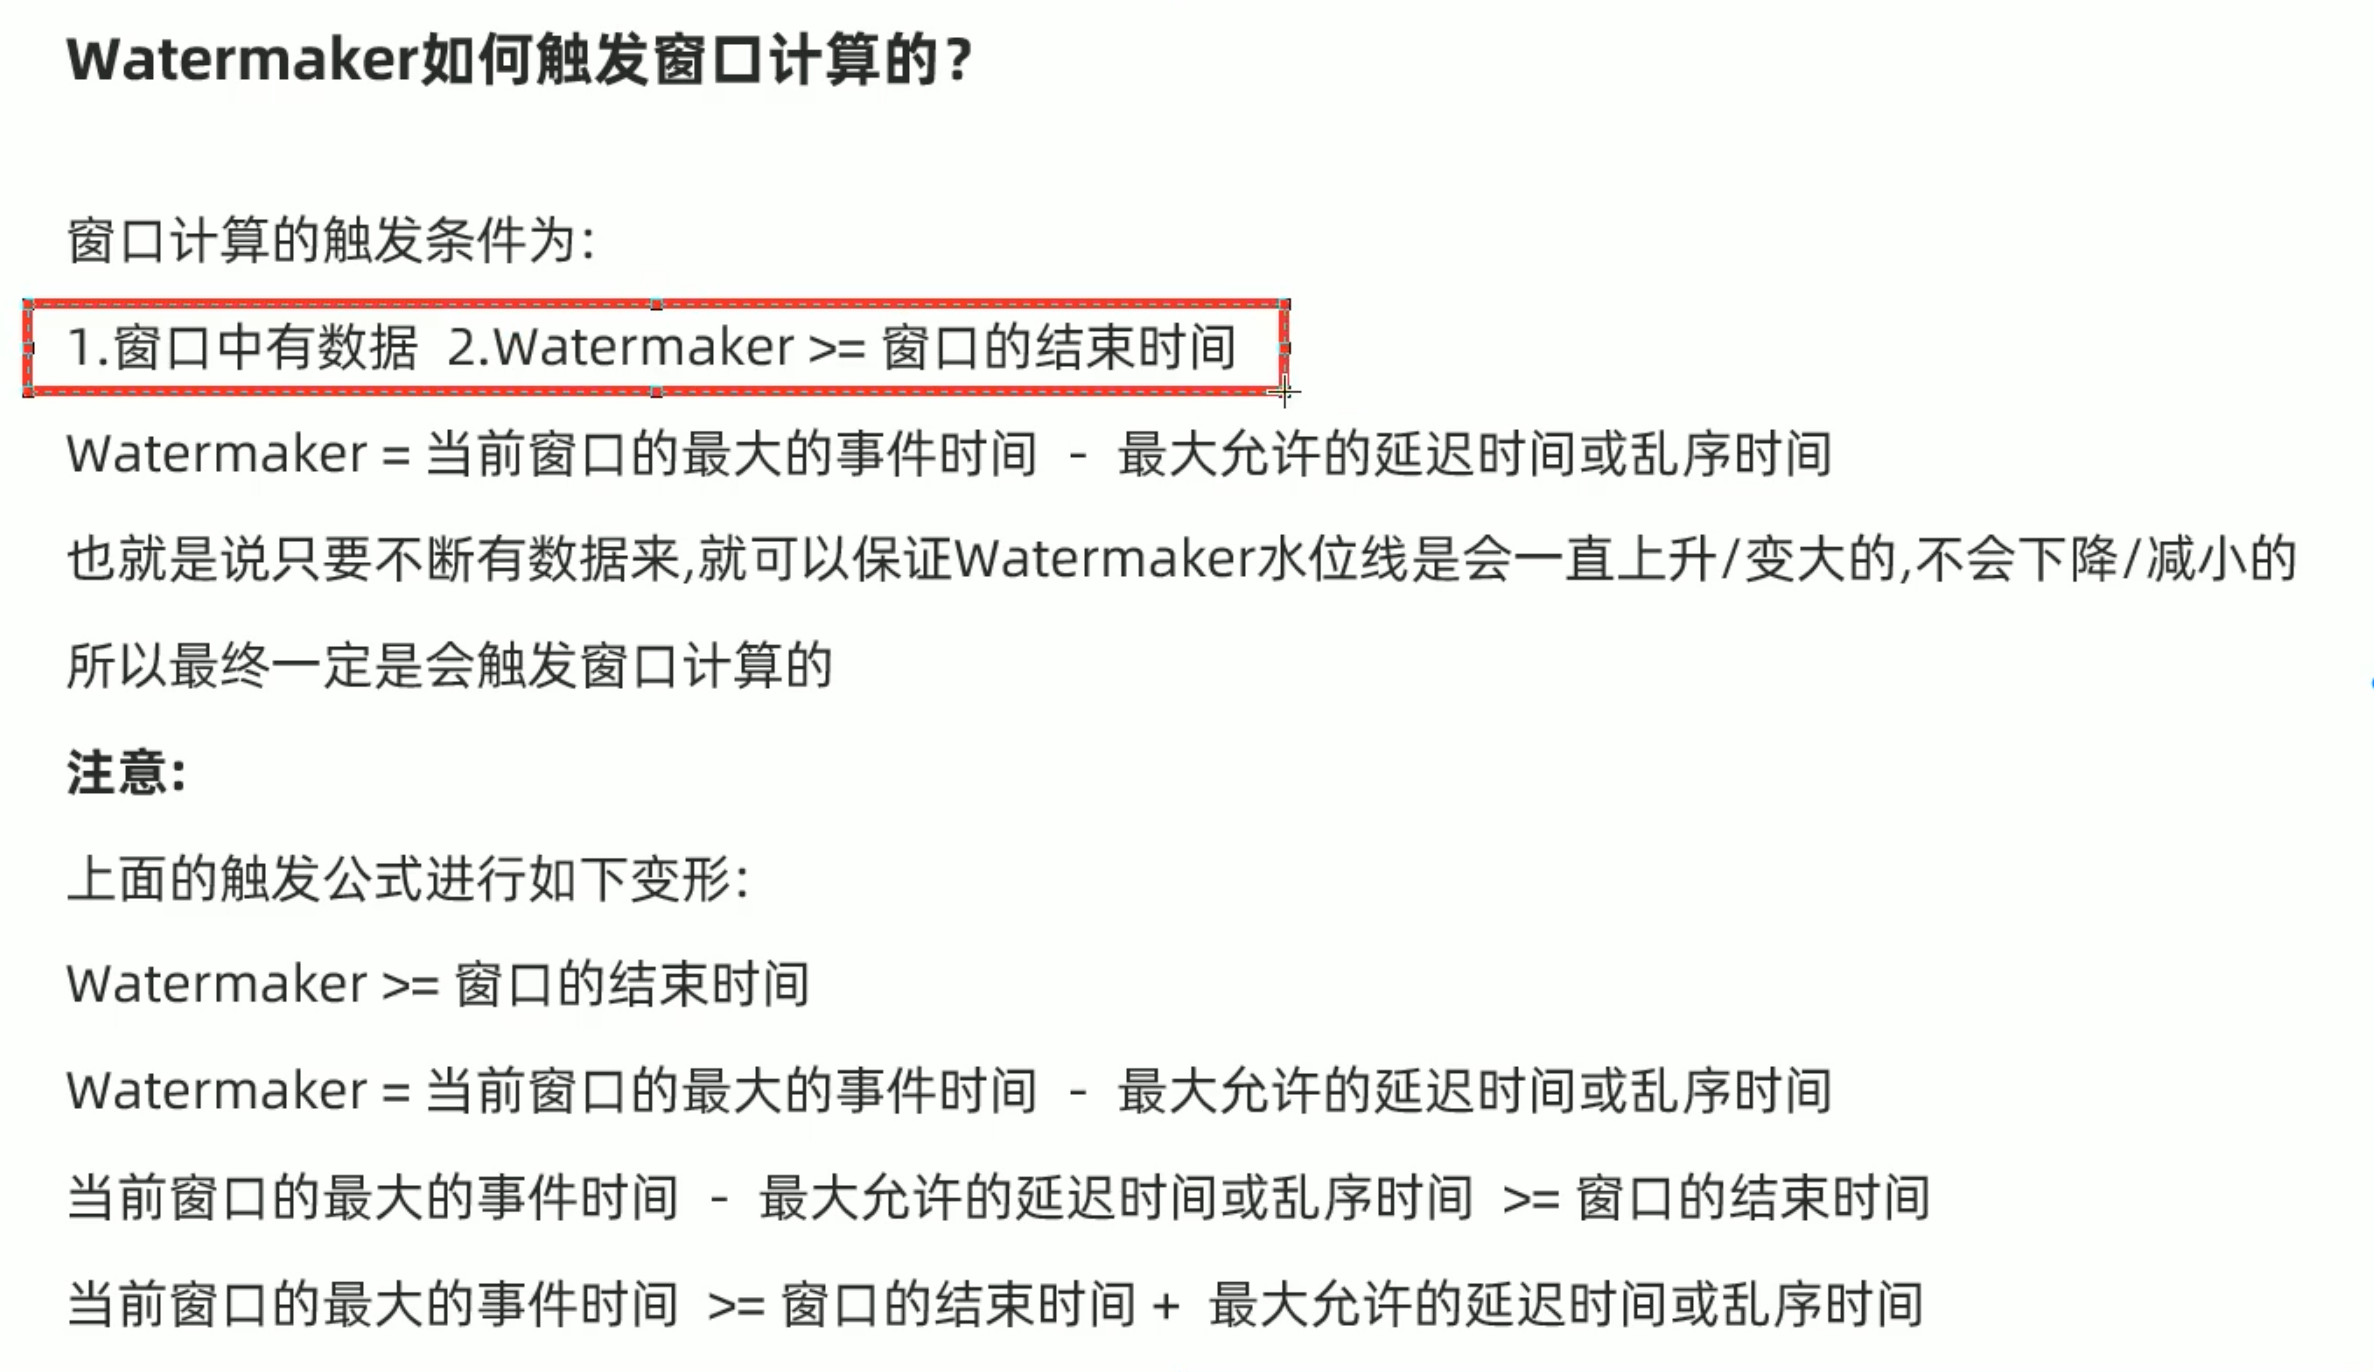 Watermaker如何触发窗口计算的?
窗口计算的触发条件为:
1.窗口中有数据  2.Watermaker >= 窗口的结束时间
Watermaker = 当前窗口的最大的事件时间  -  最大允许的延迟时间或乱序时间
也就是说只要不断有数据来,就可以保证Watermaker水位线是会一直上升/变大的,不会下降/减小的
所以最终一定是会触发窗口计算的
注意:
上面的触发公式进行如下变形:
Watermaker >= 窗口的结束时间
Watermaker = 当前窗口的最大的事件时间  -  最大允许的延迟时间或乱序时间
当前窗口的最大的事件时间  -  最大允许的延迟时间或乱序时间  >= 窗口的结束时间
当前窗口的最大的事件时间  >= 窗口的结束时间 +  最大允许的延迟时间或乱序时间